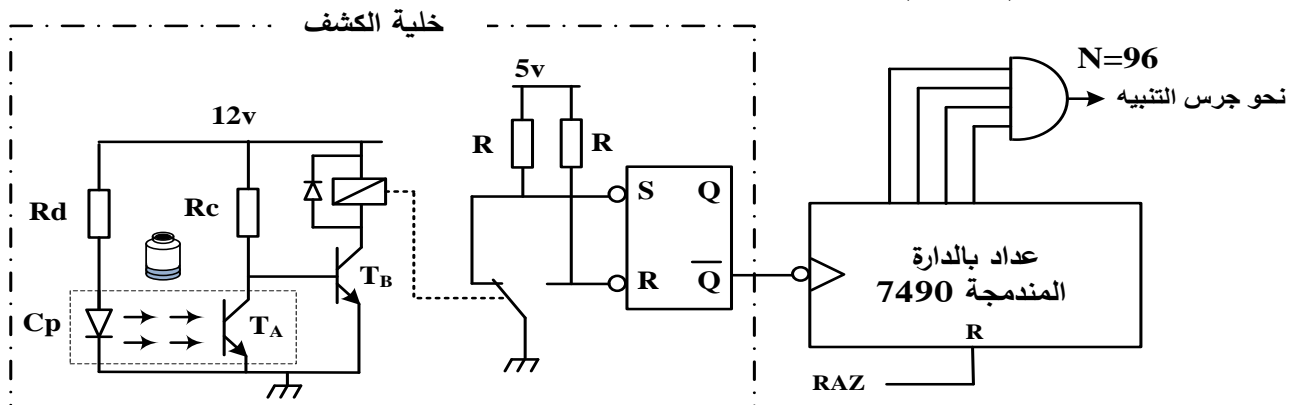 خلية الكشف
N=96
نحو جرس التنبيه
5v
12v
R
R
Rd
Rc
S
Q
TB
R
Q
عداد بالدارة
المندمجة 7490
Cp
TA
R
RAZ